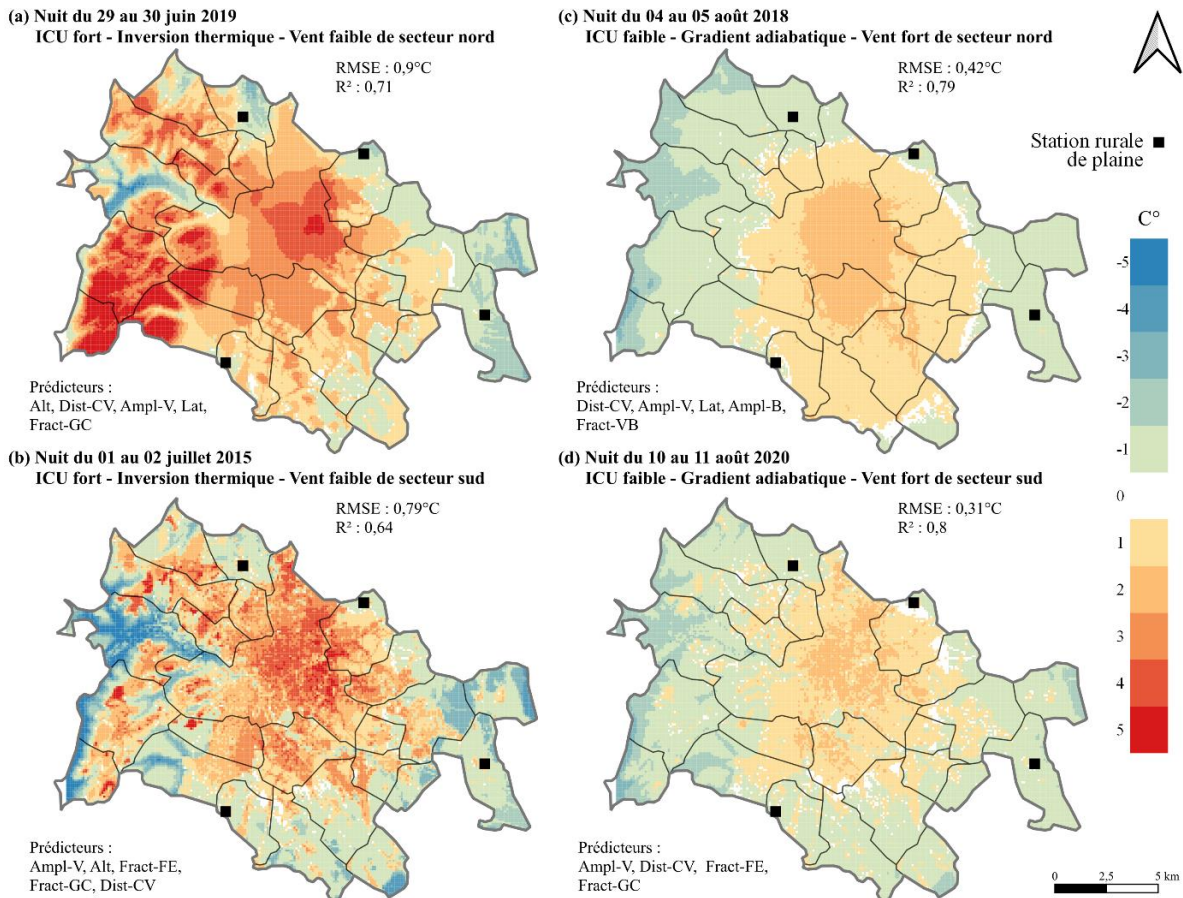 (a) Nuit du 29 au 30 juin 2019
ICU fort - Inversion thermique - Vent faible de secteur nord
RMSE : 0,9°C
R² : 0,71
Prédicteurs :
Alt, Dist-CV, Ampl-V, Lat,
Fract-GC
(c) Nuit du 04 au 05 août 2018
ICU faible - Gradient adiabatique - Vent fort de secteur nord
RMSE : 0,42°C
R² : 0,79
Prédicteurs :
Dist-CV, Ampl-V, Lat, Ampl-B,
Fract-VB
(b) Nuit du 01 au 02 juillet 2015
ICU fort - Inversion thermique - Vent faible de secteur sud
RMSE : 0,79°C
R² : 0,64
Prédicteurs :
Ampl-V, Alt, Fract-FE,
Fract-GC, Dist-CV
(d) Nuit du 10 au 11 août 2020
ICU faible - Gradient adiabatique - Vent fort de secteur sud
RMSE : 0,31°C
R² : 0,8
Prédicteurs :
Ampl-V, Dist-CV, Fract-FE,
Fract-GC
Station rurale
de plaine
C°
-5
-4
-3
-2
-1
0
1
2
3
4
5
0 2,5 5 km